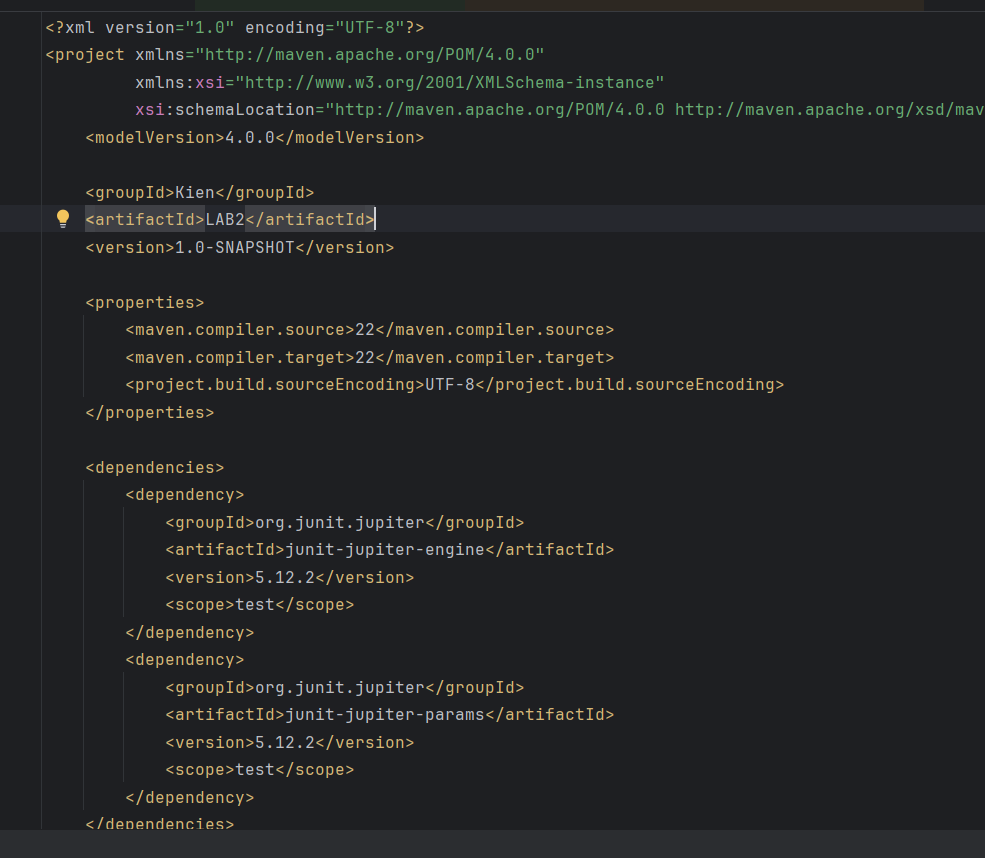 <?xml version="1.0" encoding="UTF-8"?>
<project xmlns="http://maven.apache.org/POM/4.0.0"
         xmlns:xsi="http://www.w3.org/2001/XMLSchema-instance"
         xsi:schemaLocation="http://maven.apache.org/POM/4.0.0 http://maven.apache.org/xsd/mav
    <modelVersion>4.0.0</modelVersion>
    <groupId>Kien</groupId>
    <artifactId>LAB2</artifactId>
    <version>1.0-SNAPSHOT</version>
    <properties>
        <maven.compiler.source>22</maven.compiler.source>
        <maven.compiler.target>22</maven.compiler.target>
        <project.build.sourceEncoding>UTF-8</project.build.sourceEncoding>
    </properties>
    <dependencies>
        <dependency>
            <groupId>org.junit.jupiter</groupId>
            <artifactId>junit-jupiter-engine</artifactId>
            <version>5.12.2</version>
            <scope>test</scope>
        </dependency>
        <dependency>
            <groupId>org.junit.jupiter</groupId>
            <artifactId>junit-jupiter-params</artifactId>
            <version>5.12.2</version>
            <scope>test</scope>
        </dependency>
    </dependencies>